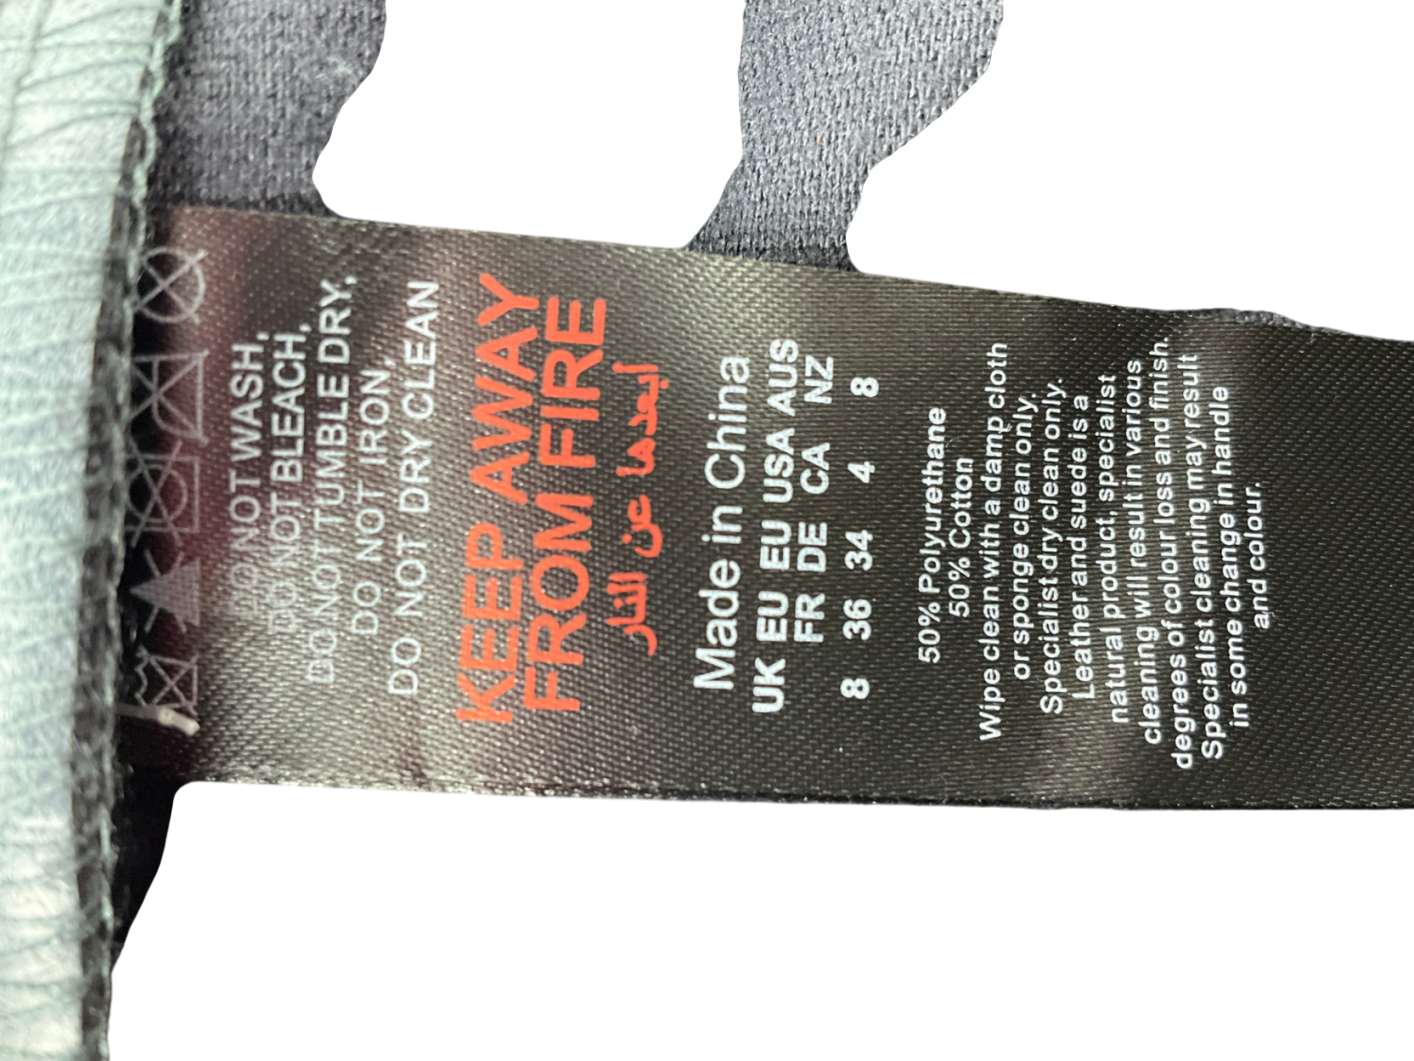 DO NOT WASH,
DO NOT BLEACH,
DO NOT TUMBLE DRY,
DO NOT IRON,
DO NOT DRY CLEAN
KEEP AWAY
FROM FIRE
أبعدها عن النار
Made in China
UK EU EU USA AUS
FR DE CA NZ
8 36 34 4 8
50% Polyurethane
50% Cotton
Wipe clean with a damp cloth
or sponge clean only.
Specialist dry clean only.
Leather and suede is a
natural product, specialist
cleaning will result in various
degrees of colour loss and finish.
Specialist cleaning may result
in some change in handle
and colour.